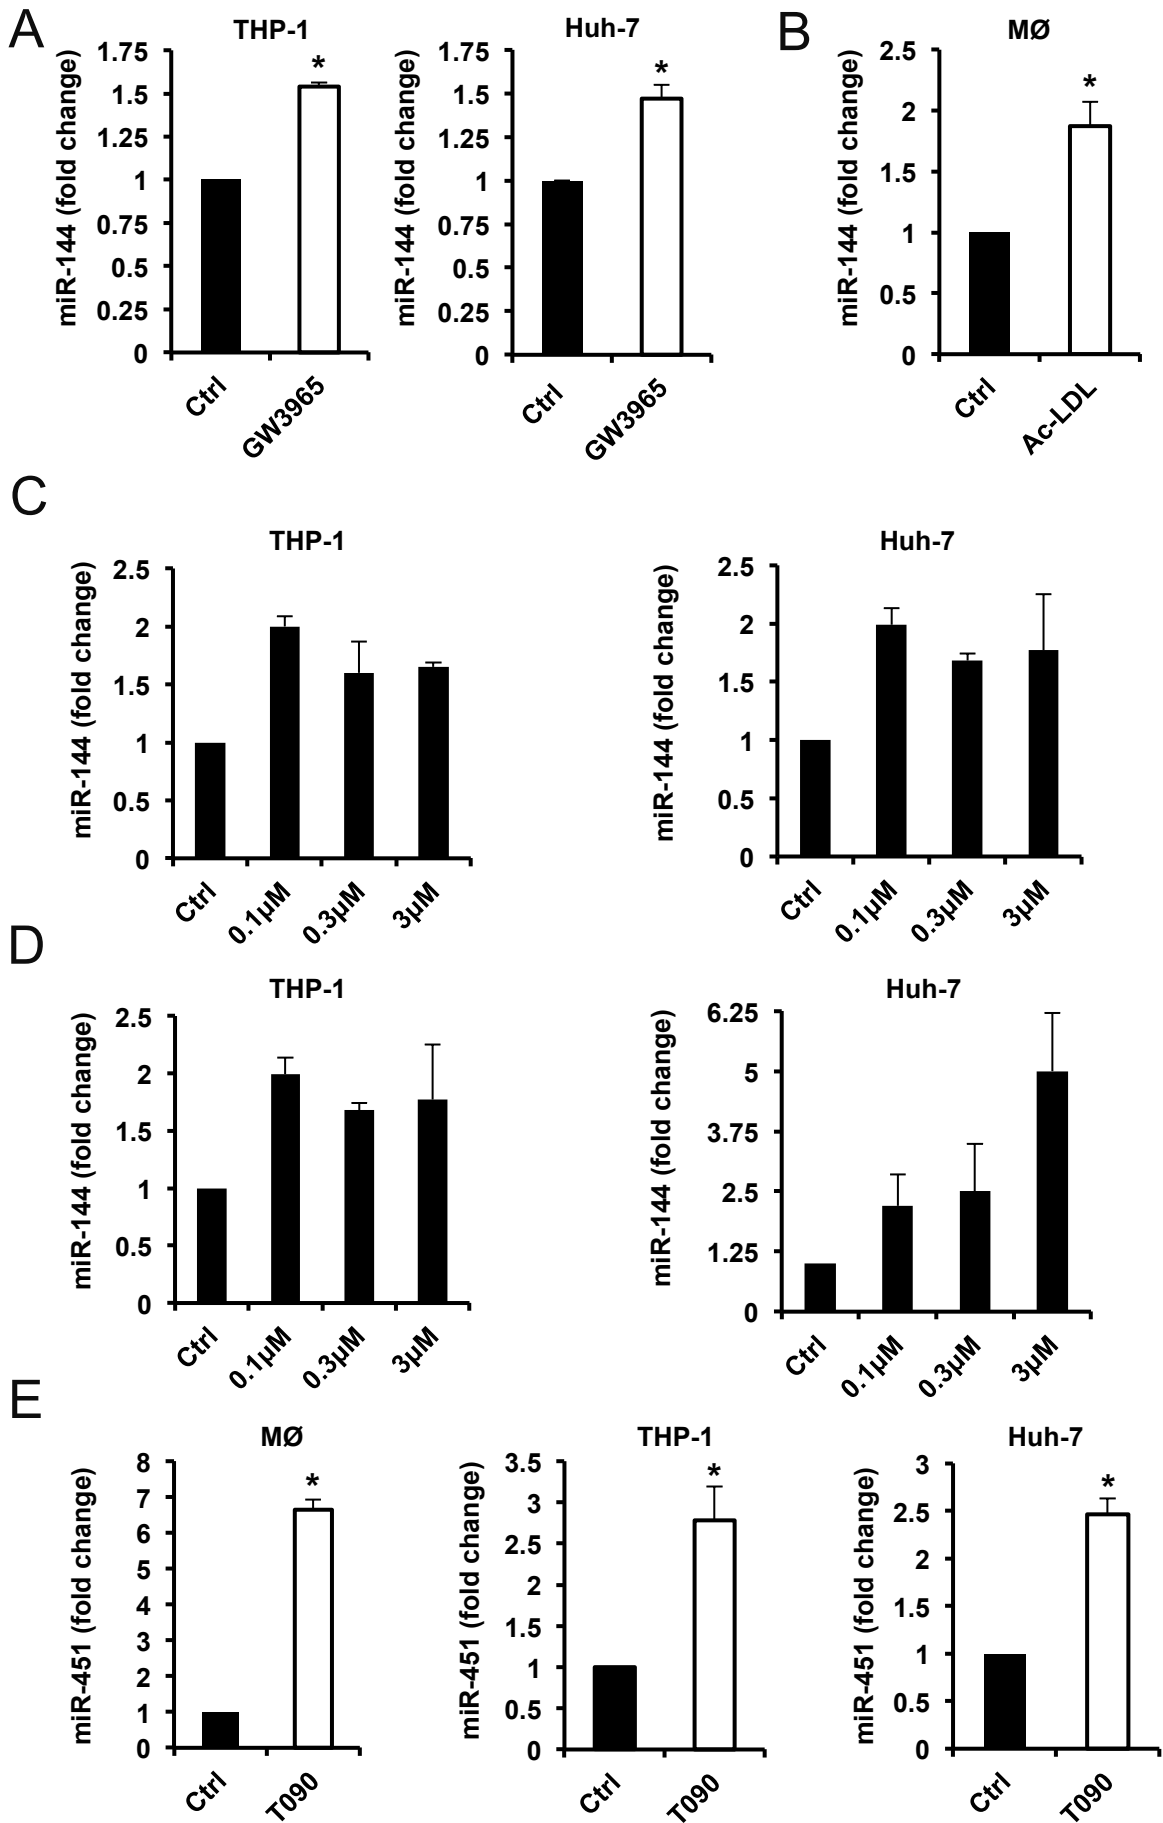 A
THP-1
miR-144 (fold change)
1.75
1.5
1.25
1
0.75
0.5
0.25
0
*
Ctrl
GW3965
Huh-7
miR-144 (fold change)
1.75
1.5
1.25
1
0.75
0.5
0.25
0
*
Ctrl
GW3965
B
MØ
miR-144 (fold change)
2.5
2
1.5
1
0.5
0
*
Ctrl
Ac-LDL
C
THP-1
miR-144 (fold change)
2.5
2
1.5
1
0.5
0
Ctrl
0.1µM
0.3µM
3µM
Huh-7
miR-144 (fold change)
2.5
2
1.5
1
0.5
0
Ctrl
0.1µM
0.3µM
3µM
D
THP-1
miR-144 (fold change)
2.5
2
1.5
1
0.5
0
Ctrl
0.1µM
0.3µM
3µM
Huh-7
miR-144 (fold change)
6.25
5
3.75
2.5
1.25
0
Ctrl
0.1µM
0.3µM
3µM
E
MØ
miR-451 (fold change)
8
7
6
5
4
3
2
1
0
*
Ctrl
T090
THP-1
miR-451 (fold change)
3.5
3
2.5
2
1.5
1
0.5
0
*
Ctrl
T090
Huh-7
miR-451 (fold change)
3
2.5
2
1.5
1
0.5
0
*
Ctrl
T090